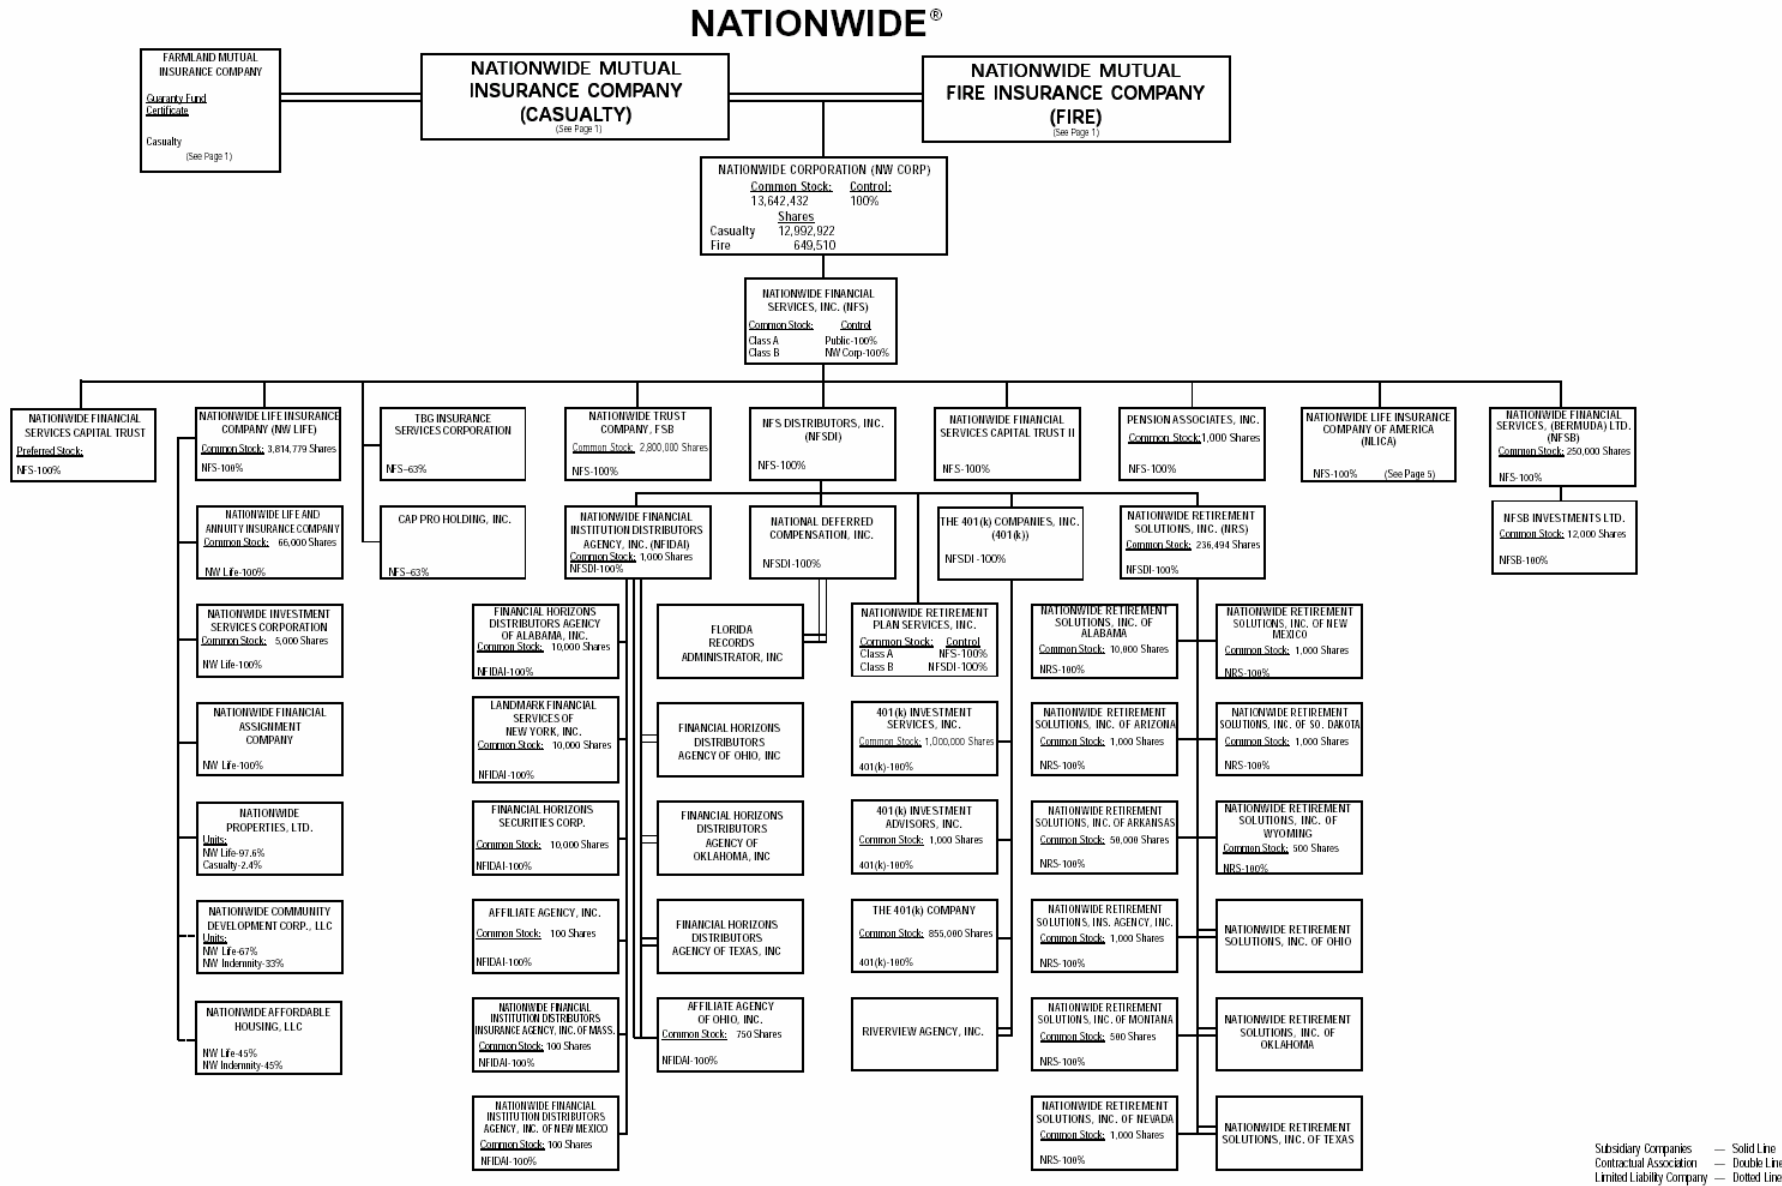 NATIONWIDE®
FARMLAND MUTUAL
INSURANCE COMPANY
Guaranty Fund
Certificate
Casualty
(See Page 1)
NATIONWIDE MUTUAL
INSURANCE COMPANY
(CASUALTY)
(See Page 1)
NATIONWIDE MUTUAL
FIRE INSURANCE COMPANY
(FIRE)
(See Page 1)
NATIONWIDE CORPORATION (NW CORP)
Common Stock: Control:
13,642,432 100%
Shares
Casualty 12,992,922
Fire 649,510
NATIONWIDE FINANCIAL
SERVICES, INC. (NFS)
Common Stock: Control
Class A Public-100%
Class B NW Corp-100%
NATIONWIDE FINANCIAL
SERVICES CAPITAL TRUST
Preferred Stock:
NFS-100%
NATIONWIDE LIFE INSURANCE
COMPANY (NW LIFE)
Common Stock: 3,814,779 Shares
NFS-100%
TBG INSURANCE
SERVICES CORPORATION
NFS-63%
NATIONWIDE TRUST
COMPANY, FSB
Common Stock: 2,800,000 Shares
NFS-100%
NFS DISTRIBUTORS, INC.
(NFSDI)
NFS-100%
NATIONWIDE FINANCIAL
SERVICES CAPITAL TRUST II
NFS-100%
PENSION ASSOCIATES, INC.
Common Stock: 1,000 Shares
NFS-100%
NATIONWIDE LIFE INSURANCE
COMPANY OF AMERICA
(NLICA)
NFS-100% (See Page 5)
NATIONWIDE FINANCIAL
SERVICES, (BERMUDA) LTD.
(NFSB)
Common Stock: 250,000 Shares
NFS-100%
NATIONWIDE LIFE AND
ANNUITY INSURANCE COMPANY
Common Stock: 66,000 Shares
NW Life-100%
CAP PRO HOLDING, INC.
NFS-63%
NATIONWIDE FINANCIAL
INSTITUTION DISTRIBUTORS
AGENCY, INC. (NFIDAI)
Common Stock: 1,000 Shares
NFSDI-100%
NATIONAL DEFERRED
COMPENSATION, INC.
NFSDI-100%
THE 401(k) COMPANIES, INC.
(401(k))
NFSDI -100%
NATIONWIDE RETIREMENT
SOLUTIONS, INC. (NRS)
Common Stock: 236,494 Shares
NFSDI-100%
NFSB INVESTMENTS LTD.
Common Stock: 12,000 Shares
NFSB-100%
NATIONWIDE INVESTMENT
SERVICES CORPORATION
Common Stock: 5,000 Shares
NW Life-100%
FINANCIAL HORIZONS
DISTRIBUTORS AGENCY
OF ALABAMA, INC.
Common Stock: 10,000 Shares
NFIDAI-100%
FLORIDA
RECORDS
ADMINISTRATOR, INC
NATIONWIDE RETIREMENT
PLAN SERVICES, INC.
Common Stock: Control
Class A NFS-100%
Class B NFSDI-100%
NATIONWIDE RETIREMENT
SOLUTIONS, INC. OF
ALABAMA
Common Stock: 10,000 Shares
NRS-100%
NATIONWIDE RETIREMENT
SOLUTIONS, INC. OF NEW
MEXICO
Common Stock: 1,000 Shares
NRS-100%
NATIONWIDE FINANCIAL
ASSIGNMENT
COMPANY
NW Life-100%
LANDMARK FINANCIAL
SERVICES OF
NEW YORK, INC.
Common Stock: 10,000 Shares
NFIDAI-100%
FINANCIAL HORIZONS
DISTRIBUTORS
AGENCY OF OHIO, INC
401(k) INVESTMENT
SERVICES, INC.
Common Stock: 1,000,000 Shares
401(k)-100%
NATIONWIDE RETIREMENT
SOLUTIONS, INC. OF ARIZONA
Common Stock: 1,000 Shares
NRS-100%
NATIONWIDE RETIREMENT
SOLUTIONS, INC. OF SO. DAKOTA
Common Stock: 1,000 Shares
NRS-100%
NATIONWIDE
PROPERTIES, LTD.
Units:
NW Life-97.6%
Casualty-2.4%
FINANCIAL HORIZONS
SECURITIES CORP.
Common Stock: 10,000 Shares
NFIDAI-100%
FINANCIAL HORIZONS
DISTRIBUTORS
AGENCY OF
OKLAHOMA, INC
401(k) INVESTMENT
ADVISORS, INC.
Common Stock: 1,000 Shares
401(k)-100%
NATIONWIDE RETIREMENT
SOLUTIONS, INC. OF ARKANSAS
Common Stock: 50,000 Shares
NRS-100%
NATIONWIDE RETIREMENT
SOLUTIONS, INC. OF
WYOMING
Common Stock: 500 Shares
NRS-100%
NATIONWIDE COMMUNITY
DEVELOPMENT CORP., LLC
Units:
NW Life-67%
NW Indemnity-33%
AFFILIATE AGENCY, INC.
Common Stock: 100 Shares
NFIDAI-100%
FINANCIAL HORIZONS
DISTRIBUTORS
AGENCY OF TEXAS, INC
THE 401(k) COMPANY
Common Stock: 855,000 Shares
401(k)-100%
NATIONWIDE RETIREMENT
SOLUTIONS, INS. AGENCY, INC.
Common Stock: 1,000 Shares
NRS-100%
NATIONWIDE RETIREMENT
SOLUTIONS, INC. OF OHIO
NATIONWIDE AFFORDABLE
HOUSING, LLC
NW Life-45%
NW Indemnity-45%
NATIONWIDE FINANCIAL
INSTITUTION DISTRIBUTORS
INSURANCE AGENCY, INC. OF MASS.
Common Stock: 100 Shares
NFIDAI-100%
AFFILIATE AGENCY
OF OHIO, INC.
Common Stock: 750 Shares
NFIDAI-100%
RIVERVIEW AGENCY, INC.
NATIONWIDE RETIREMENT
SOLUTIONS, INC. OF MONTANA
Common Stock: 500 Shares
NRS-100%
NATIONWIDE RETIREMENT
SOLUTIONS, INC. OF
OKLAHOMA
NATIONWIDE FINANCIAL
INSTITUTION DISTRIBUTORS
AGENCY, INC. OF NEW MEXICO
Common Stock: 100 Shares
NFIDAI-100%
NATIONWIDE RETIREMENT
SOLUTIONS, INC. OF NEVADA
Common Stock: 1,000 Shares
NRS-100%
NATIONWIDE RETIREMENT
SOLUTIONS, INC. OF TEXAS
Subsidiary Companies — Solid Line
Contractual Association — Double Line
Limited Liability Company — Dotted Line